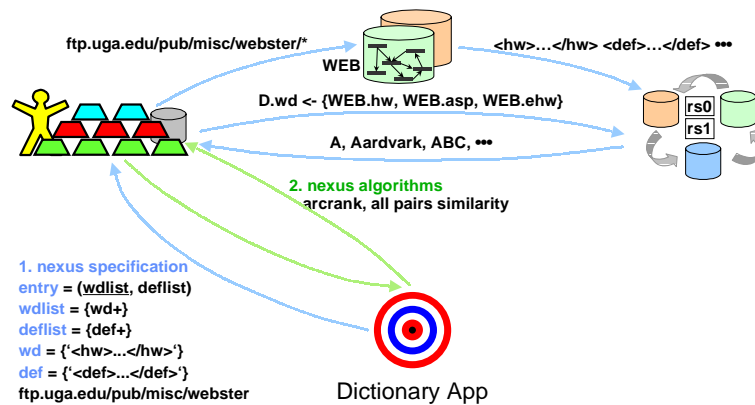 ftp.uga.edu/pub/misc/webster/*
<hw>...</hw> <def>...</def> •••
WEB
D.wd <- {WEB.hw, WEB.asp, WEB.ehw}
rs0
rs1
A, Aardvark, ABC, •••
2. nexus algorithms
arcrank, all pairs similarity
1. nexus specification
entry = (wdlist, deflist)
wdlist = {wd+}
deflist = {def+}
wd = {‘<hw>...</hw>‘}
def = {‘<def>...</def>‘}
ftp.uga.edu/pub/misc/webster
Dictionary App